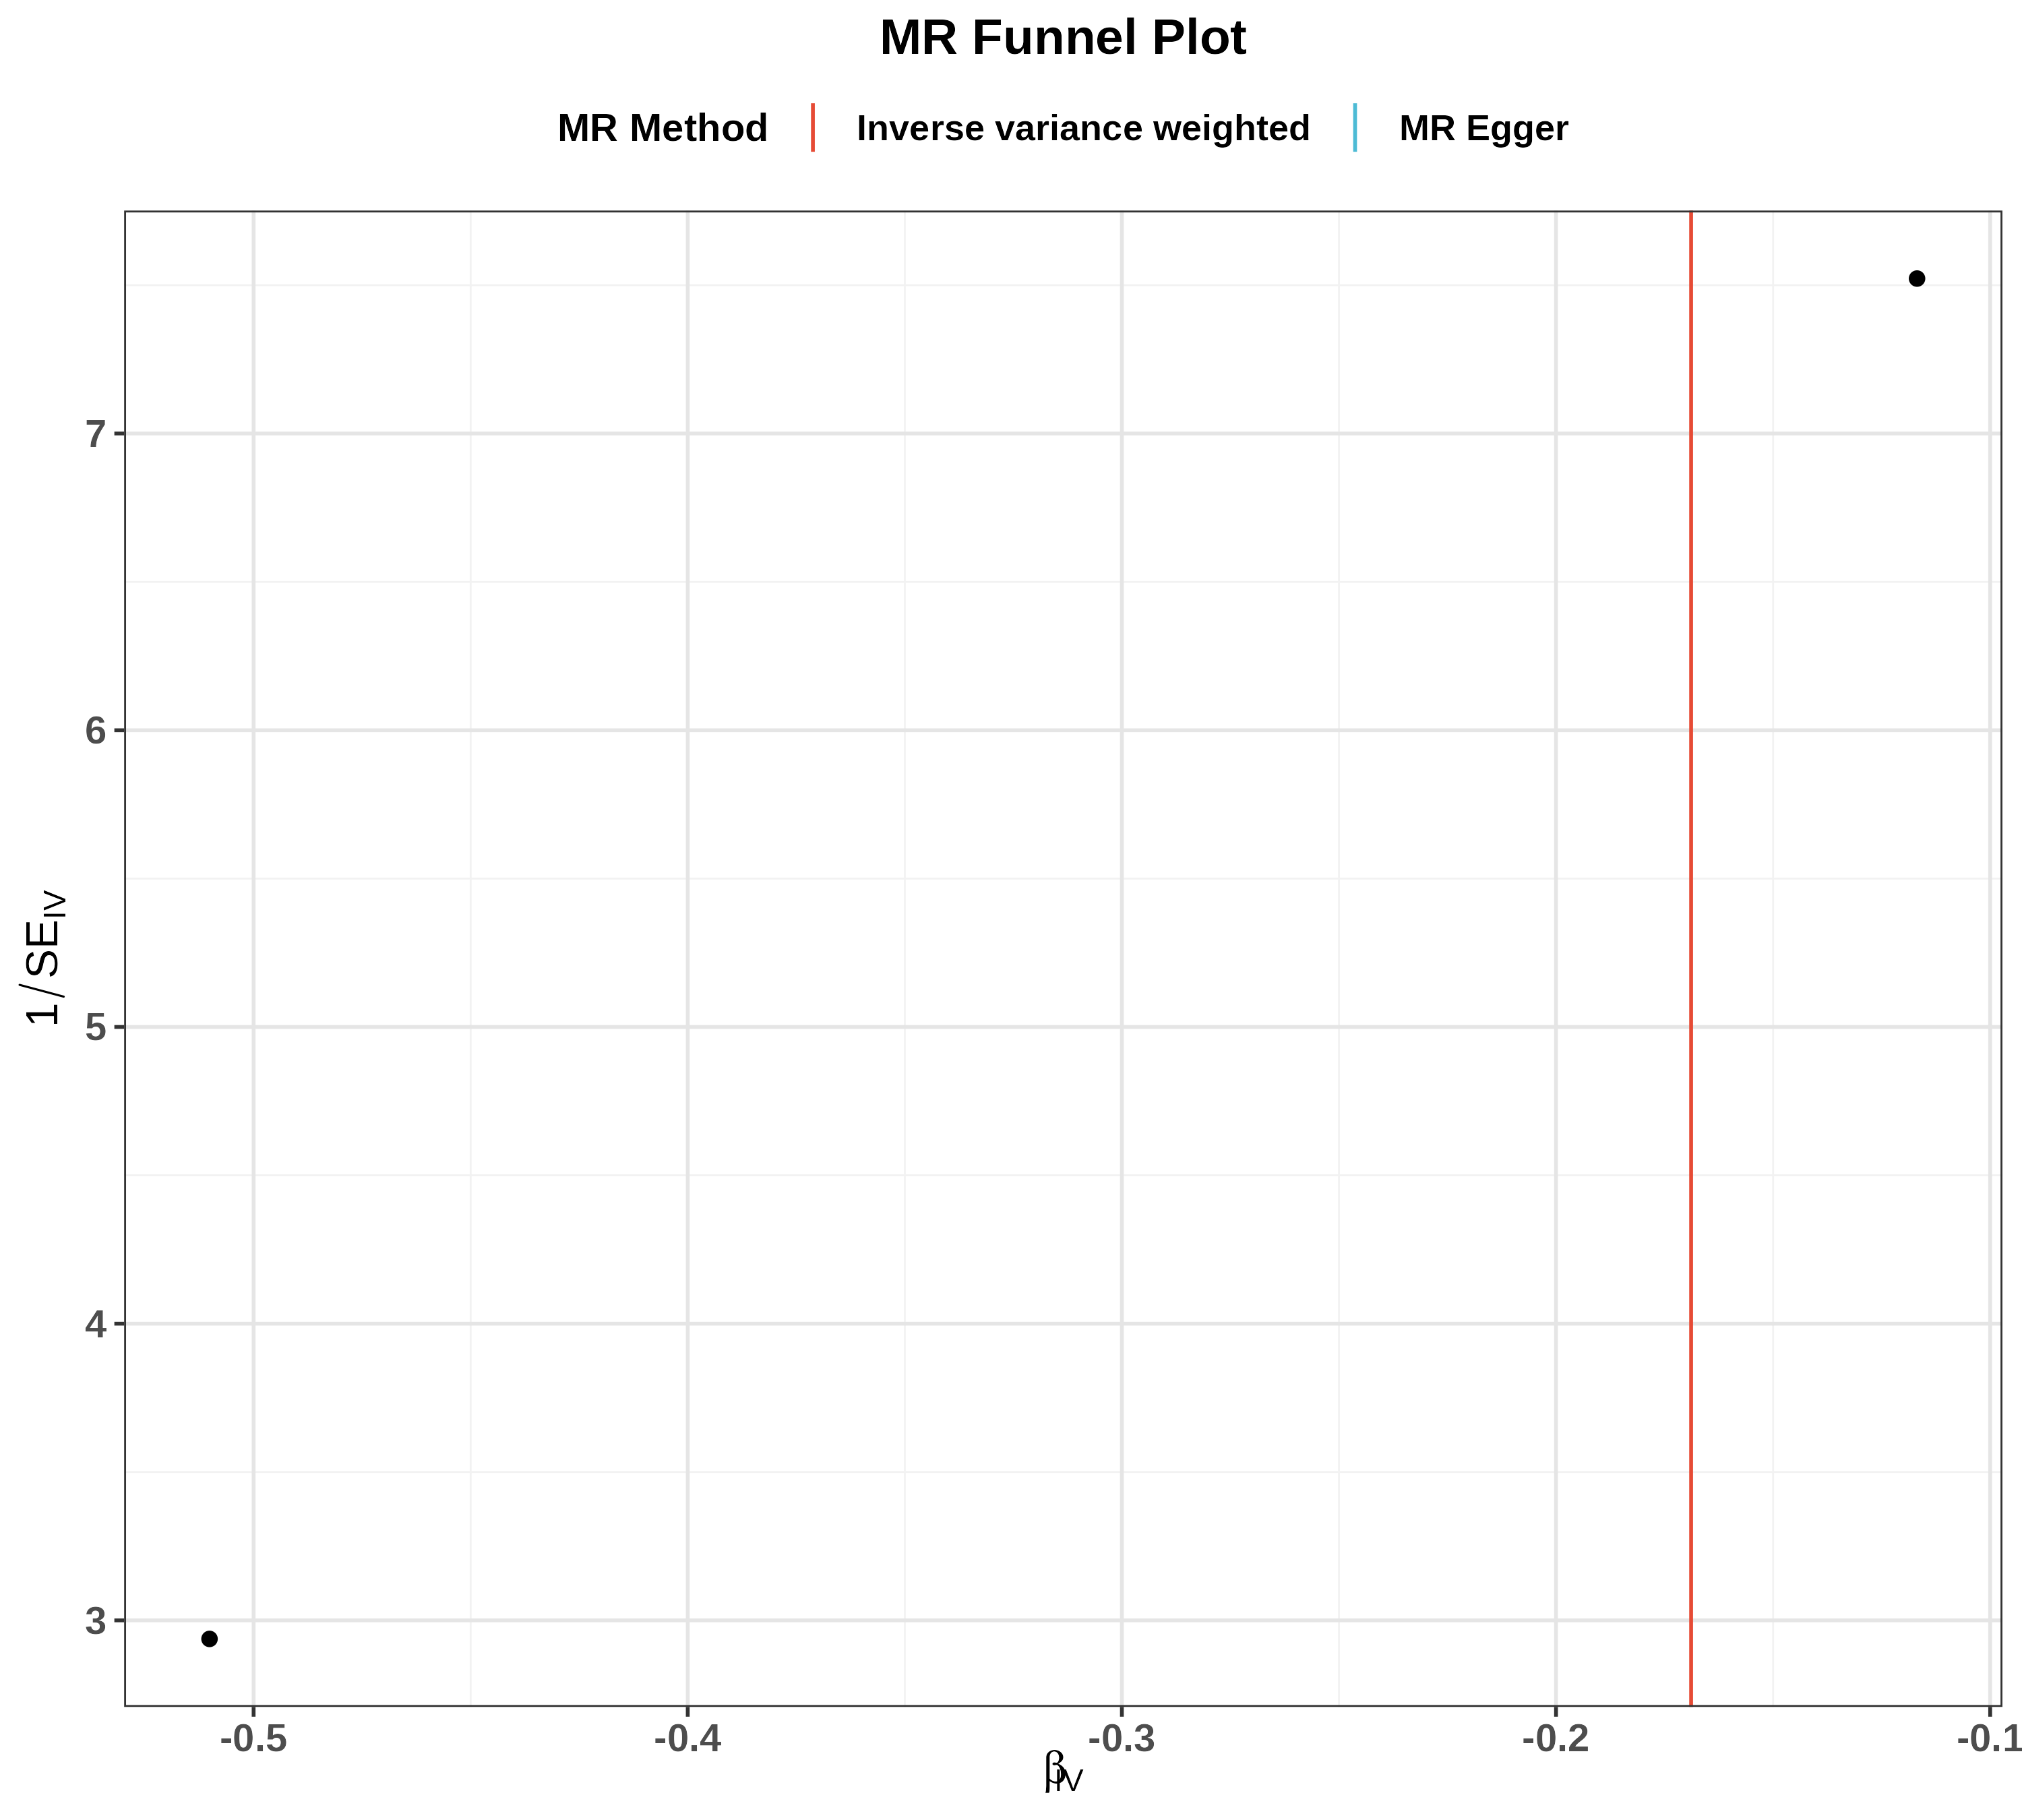 MR Funnel Plot
MR Method Inverse variance weighted MR Egger
1 / SE_IV
7
6
5
4
3
-0.5 -0.4 -0.3 -0.2 -0.1
β_IV